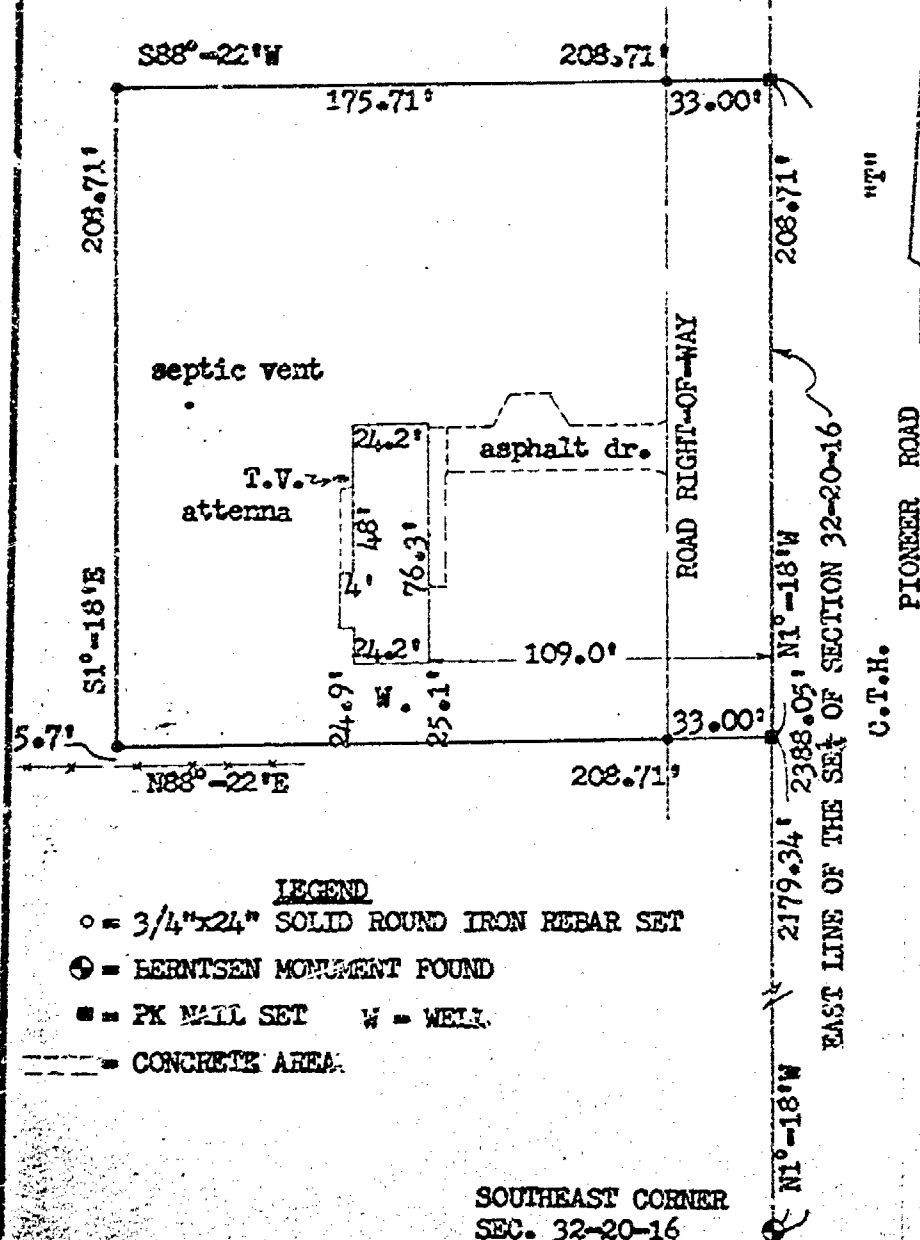 S88°-22'W 208.71'
175.71' 33.00'
208.71'
208.71'
"T"
septic vent
24.2'
asphalt dr.
T.V.
attenna
48'
76.3'
4'
24.2'
109.0'
ROAD RIGHT-OF-WAY
S1°-18'E
N1°-18'W
24.9'
W.
25.1'
5.7'
33.00'
N88°-22'E
208.71'
2388.05'
2179.34'
EAST LINE OF THE SE¼ OF SECTION 32-20-16
C.T.H.
PIONEER ROAD
LEGEND
○ = 3/4"x24" SOLID ROUND IRON REBAR SET
= BERNTSEN MONUMENT FOUND
■ = PK NAIL SET W = WELL
= CONCRETE AREA
N1°-18'W
SOUTHEAST CORNER
SEC. 32-20-16